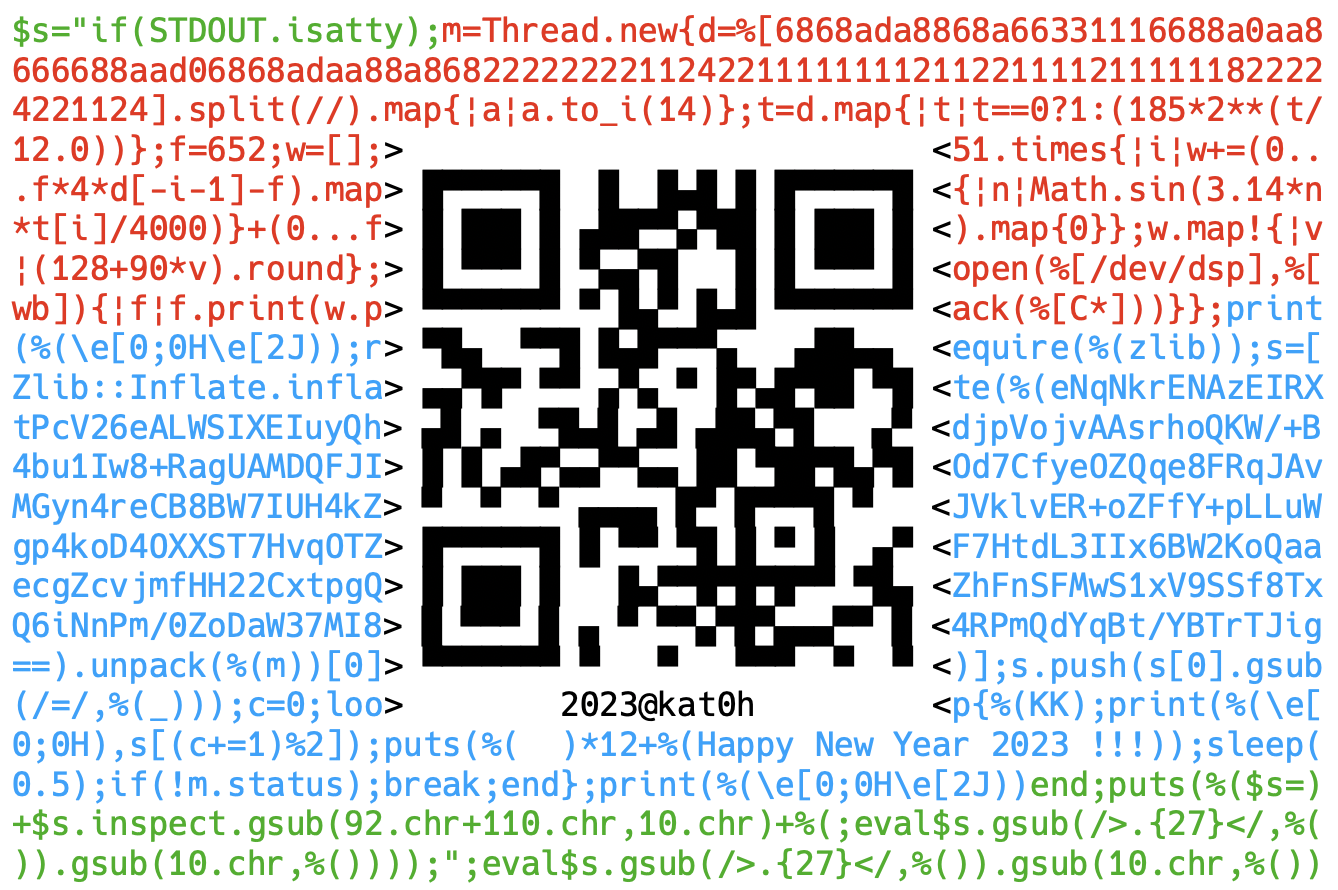 $s="if(STDOUT.isatty);m=Thread.new{d=%[6868ada8868a66331116688a0aa8
666688aad06868adaa88a8682222222221124221111111121122111121111182222
4221124].split(//).map{¦a¦a.to_i(14)};t=d.map{¦t¦t==0?1:(185*2**(t/
12.0))};f=652;w=[];> <51.times{¦i¦w+=(0..
.f*4*d[-i-1]-f).map> <{¦n¦Math.sin(3.14*n
*t[i]/4000)}+(0...f> <).map{0}};w.map!{¦v
¦(128+90*v).round};> <open(%[/dev/dsp],%[
wb]){¦f¦f.print(w.p> <ack(%[C*]))}};print
(%(\e[0;0H\e[2J));r> <equire(%(zlib));s=[
Zlib::Inflate.infla> <te(%(eNqNkrENAzEIRX
tPcV26eALWSIXEIuyQh> <djpVojvAAsrhoQKW/+B
4bu1Iw8+RagUAMDQFJI> <Od7CfyeOZQqe8FRqJAv
MGyn4reCB8BW7IUH4kZ> <JVklvER+oZFfY+pLLuW
gp4koD4OXXST7HvqOTZ> <F7HtdL3IIx6BW2KoQaa
ecgZcvjmfHH22CxtpgQ> <ZhFnSFMwS1xV9SSf8Tx
Q6iNnPm/0ZoDaW37MI8> <4RPmQdYqBt/YBTrTJig
==).unpack(%(m))[0]> <)];s.push(s[0].gsub
(/=/,%(_)));c=0;loo> 2023@kat0h <p{%(KK);print(%(\e[
0;0H),s[(c+=1)%2]);puts(%(  )*12+%(Happy New Year 2023 !!!));sleep(
0.5);if(!m.status);break;end};print(%(\e[0;0H\e[2J))end;puts(%($s=)
+$s.inspect.gsub(92.chr+110.chr,10.chr)+%(;eval$s.gsub(/>.{27}</,%(
)).gsub(10.chr,%())));";eval$s.gsub(/>.{27}</,%()).gsub(10.chr,%())